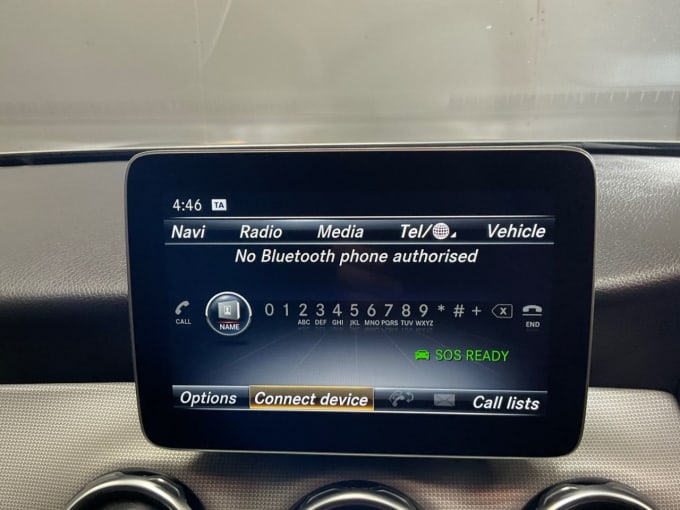 4:46 TA
Navi Radio Media Tel/ Vehicle
No Bluetooth phone authorised
CALL NAME 0 1 2 3 4 5 6 7 8 9 * # + X END
ABC DEF GHI JKL MNO PQRS TUV WXYZ
SOS READY
Options Connect device Call lists